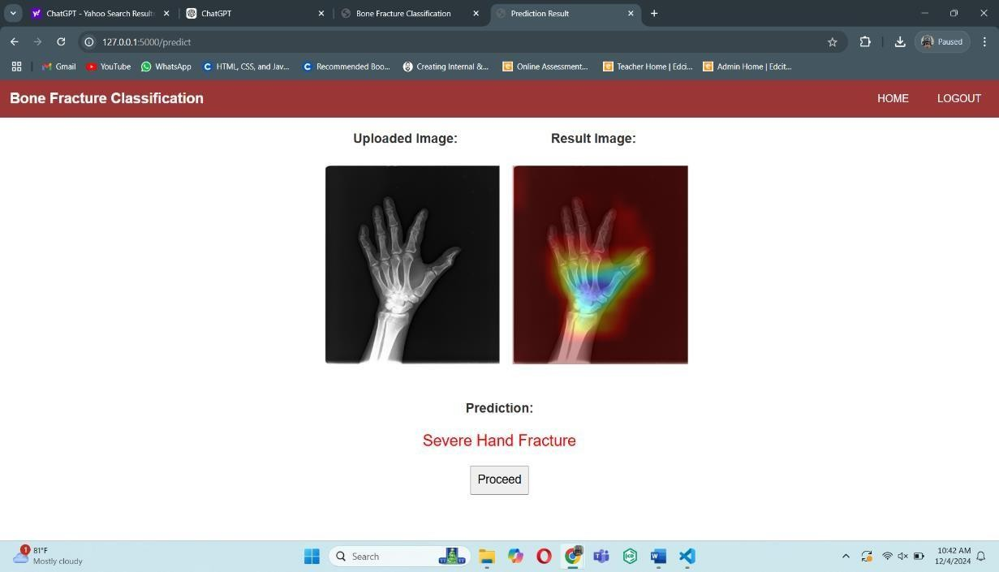 ChatGPT - Yahoo Search Results
ChatGPT
Bone Fracture Classification
Prediction Result
127.0.0.1:5000/predict
Paused
Gmail
YouTube
WhatsApp
HTML, CSS, and Jav...
Recommended Boo...
Creating Internal &...
Online Assessment...
Teacher Home | Edci...
Admin Home | Edcit...
Bone Fracture Classification
HOME
LOGOUT
Uploaded Image:
Result Image:
Prediction:
Severe Hand Fracture
Proceed
1
81°F
Mostly cloudy
Search
10:42 AM
12/4/2024